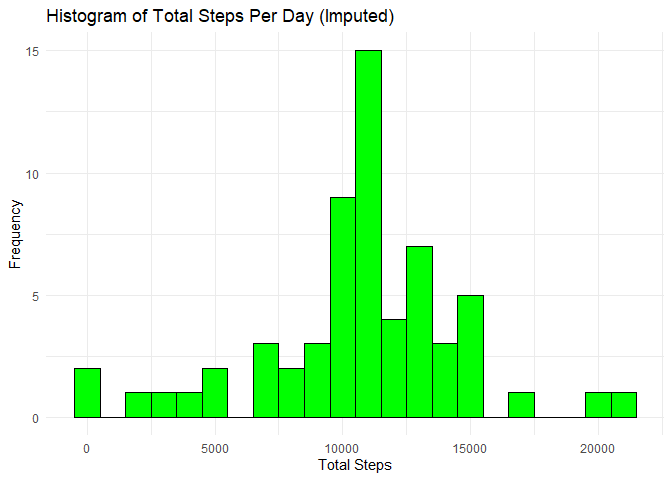 Histogram of Total Steps Per Day (Imputed)
15
10
5
0
Frequency
0 5000 10000 15000 20000
Total Steps